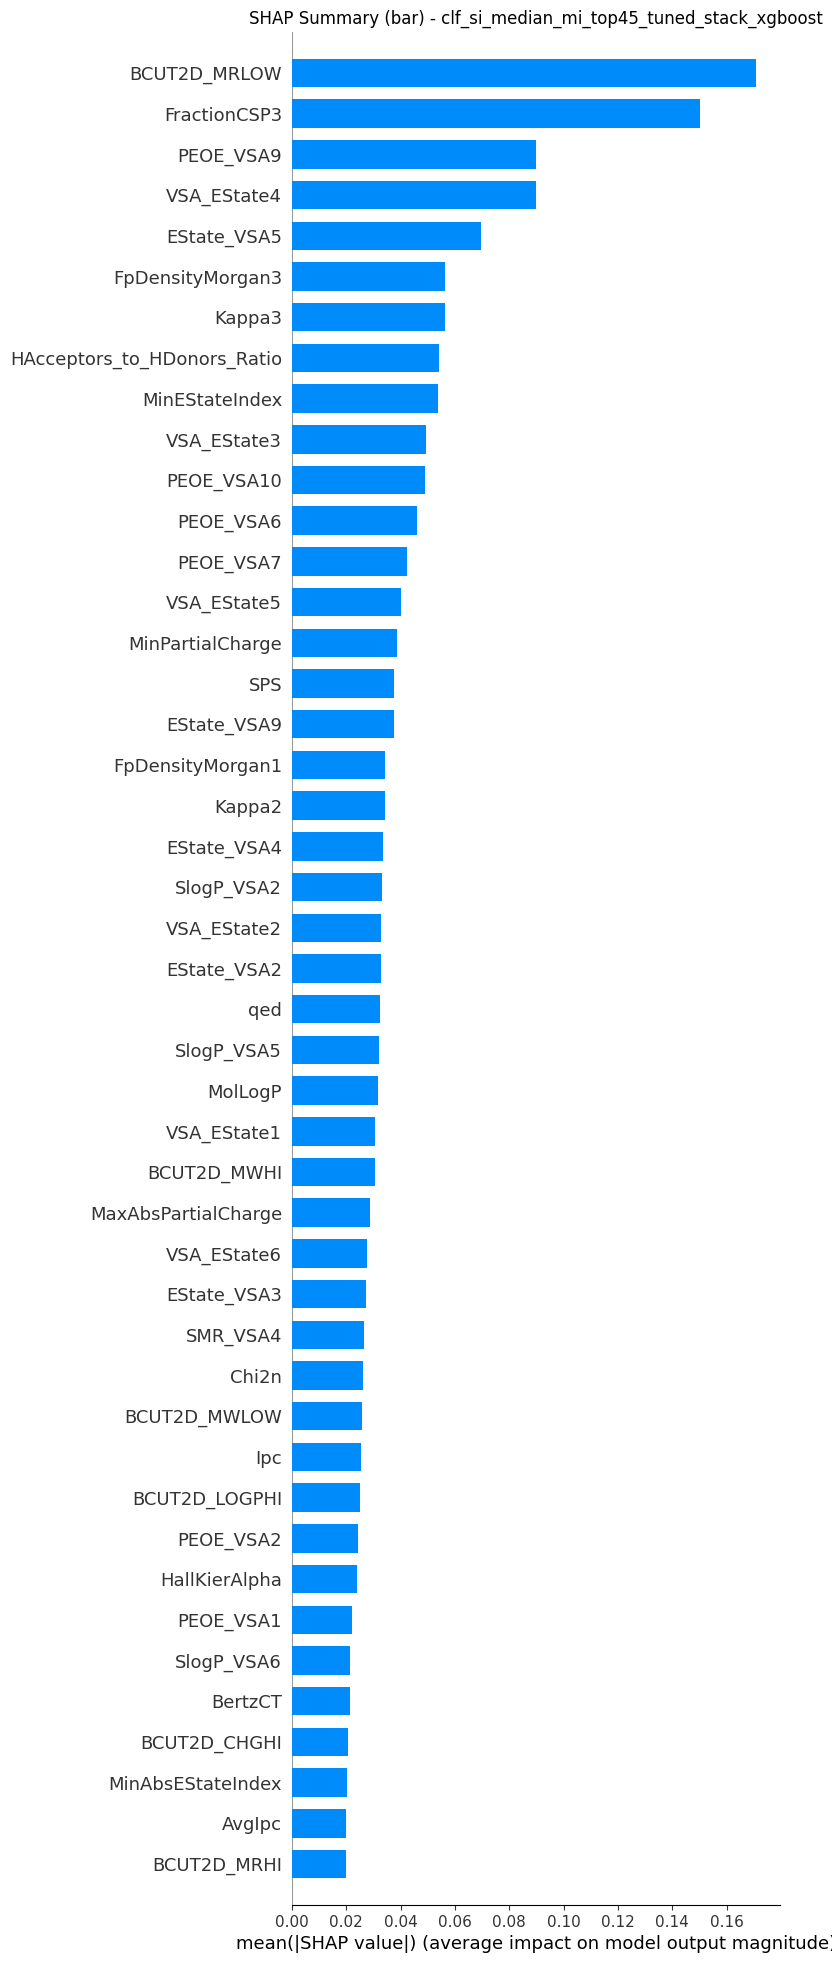 SHAP Summary (bar) - clf_si_median_mi_top45_tuned_stack_xgboost
BCUT2D_MRLOW
FractionCSP3
PEOE_VSA9
VSA_EState4
EState_VSA5
FpDensityMorgan3
Kappa3
HAcceptors_to_HDonors_Ratio
MinEStateIndex
VSA_EState3
PEOE_VSA10
PEOE_VSA6
PEOE_VSA7
VSA_EState5
MinPartialCharge
SPS
EState_VSA9
FpDensityMorgan1
Kappa2
EState_VSA4
SlogP_VSA2
VSA_EState2
EState_VSA2
qed
SlogP_VSA5
MolLogP
VSA_EState1
BCUT2D_MWHI
MaxAbsPartialCharge
VSA_EState6
EState_VSA3
SMR_VSA4
Chi2n
BCUT2D_MWLOW
Ipc
BCUT2D_LOGPHI
PEOE_VSA2
HallKierAlpha
PEOE_VSA1
SlogP_VSA6
BertzCT
BCUT2D_CHGHI
MinAbsEStateIndex
AvgIpc
BCUT2D_MRHI
0.00 0.02 0.04 0.06 0.08 0.10 0.12 0.14 0.16
mean(|SHAP value|) (average impact on model output magnitude)